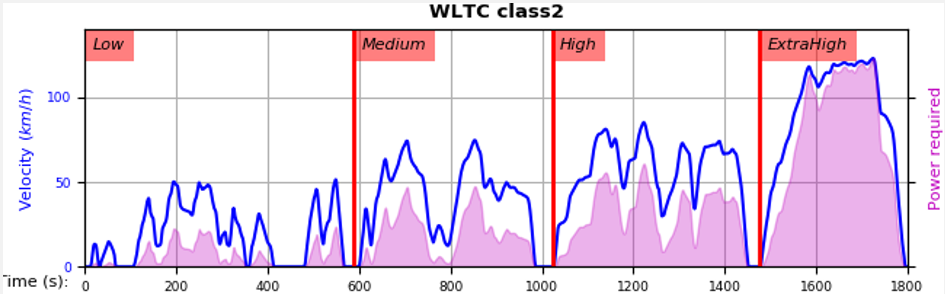 WLTC class2
Low Medium High ExtraHigh
Velocity (km/h)
100
50
0
Power required
Time (s): 0 200 400 600 800 1000 1200 1400 1600 1800